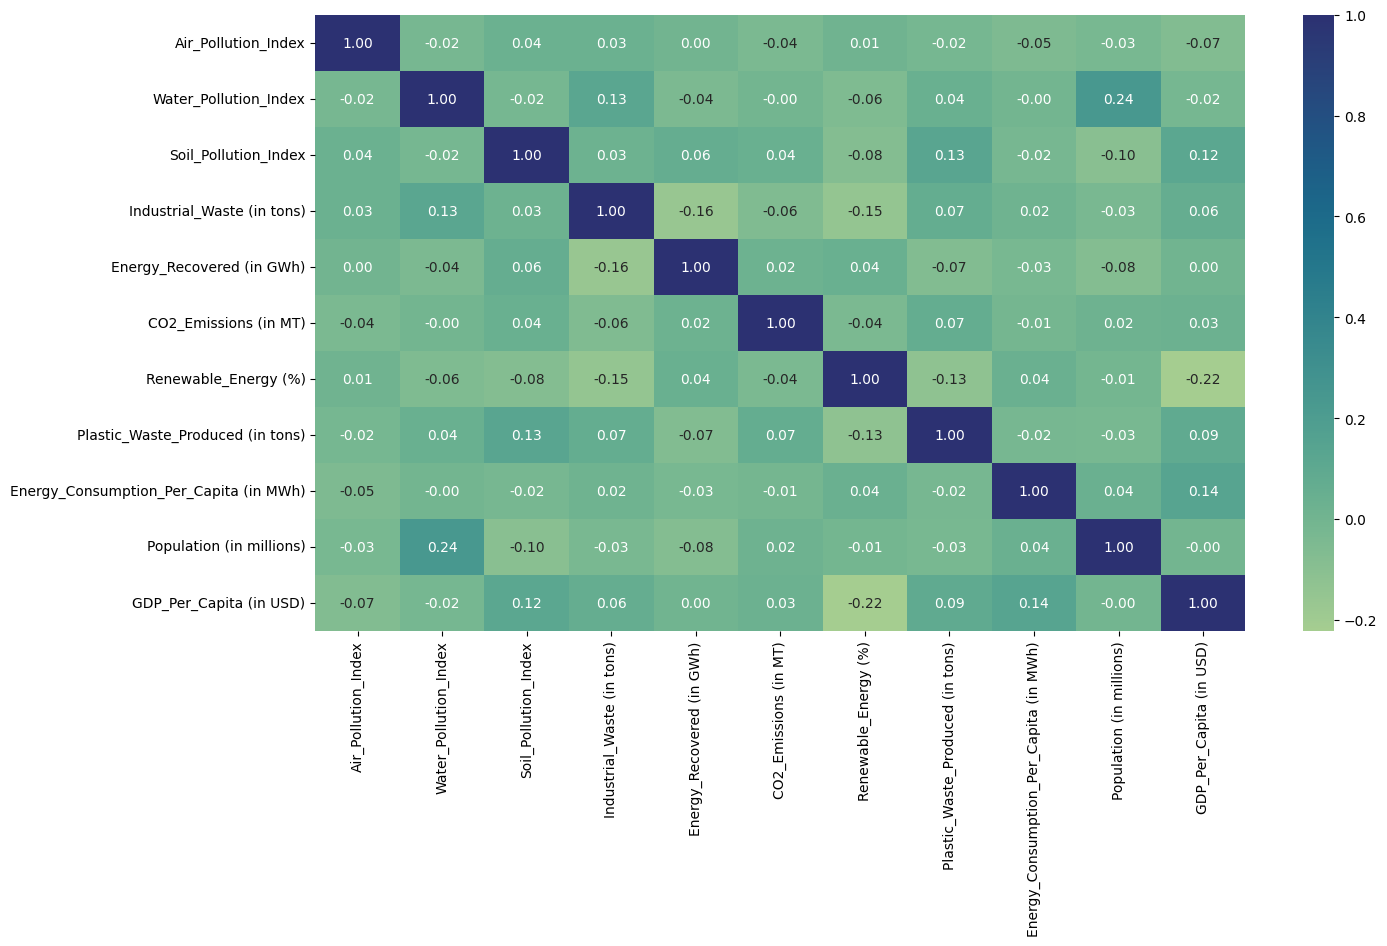 Air_Pollution_Index 1.00 -0.02 0.04 0.03 0.00 -0.04 0.01 -0.02 -0.05 -0.03 -0.07
Water_Pollution_Index -0.02 1.00 -0.02 0.13 -0.04 -0.00 -0.06 0.04 -0.00 0.24 -0.02
Soil_Pollution_Index 0.04 -0.02 1.00 0.03 0.06 0.04 -0.08 0.13 -0.02 -0.10 0.12
Industrial_Waste (in tons) 0.03 0.13 0.03 1.00 -0.16 -0.06 -0.15 0.07 0.02 -0.03 0.06
Energy_Recovered (in GWh) 0.00 -0.04 0.06 -0.16 1.00 0.02 0.04 -0.07 -0.03 -0.08 0.00
CO2_Emissions (in MT) -0.04 -0.00 0.04 -0.06 0.02 1.00 -0.04 0.07 -0.01 0.02 0.03
Renewable_Energy (%) 0.01 -0.06 -0.08 -0.15 0.04 -0.04 1.00 -0.13 0.04 -0.01 -0.22
Plastic_Waste_Produced (in tons) -0.02 0.04 0.13 0.07 -0.07 0.07 -0.13 1.00 -0.02 -0.03 0.09
Energy_Consumption_Per_Capita (in MWh) -0.05 -0.00 -0.02 0.02 -0.03 -0.01 0.04 -0.02 1.00 0.04 0.14
Population (in millions) -0.03 0.24 -0.10 -0.03 -0.08 0.02 -0.01 -0.03 0.04 1.00 -0.00
GDP_Per_Capita (in USD) -0.07 -0.02 0.12 0.06 0.00 0.03 -0.22 0.09 0.14 -0.00 1.00
Air_Pollution_Index
Water_Pollution_Index
Soil_Pollution_Index
Industrial_Waste (in tons)
Energy_Recovered (in GWh)
CO2_Emissions (in MT)
Renewable_Energy (%)
Plastic_Waste_Produced (in tons)
Energy_Consumption_Per_Capita (in MWh)
Population (in millions)
GDP_Per_Capita (in USD)
1.0
0.8
0.6
0.4
0.2
0.0
−0.2